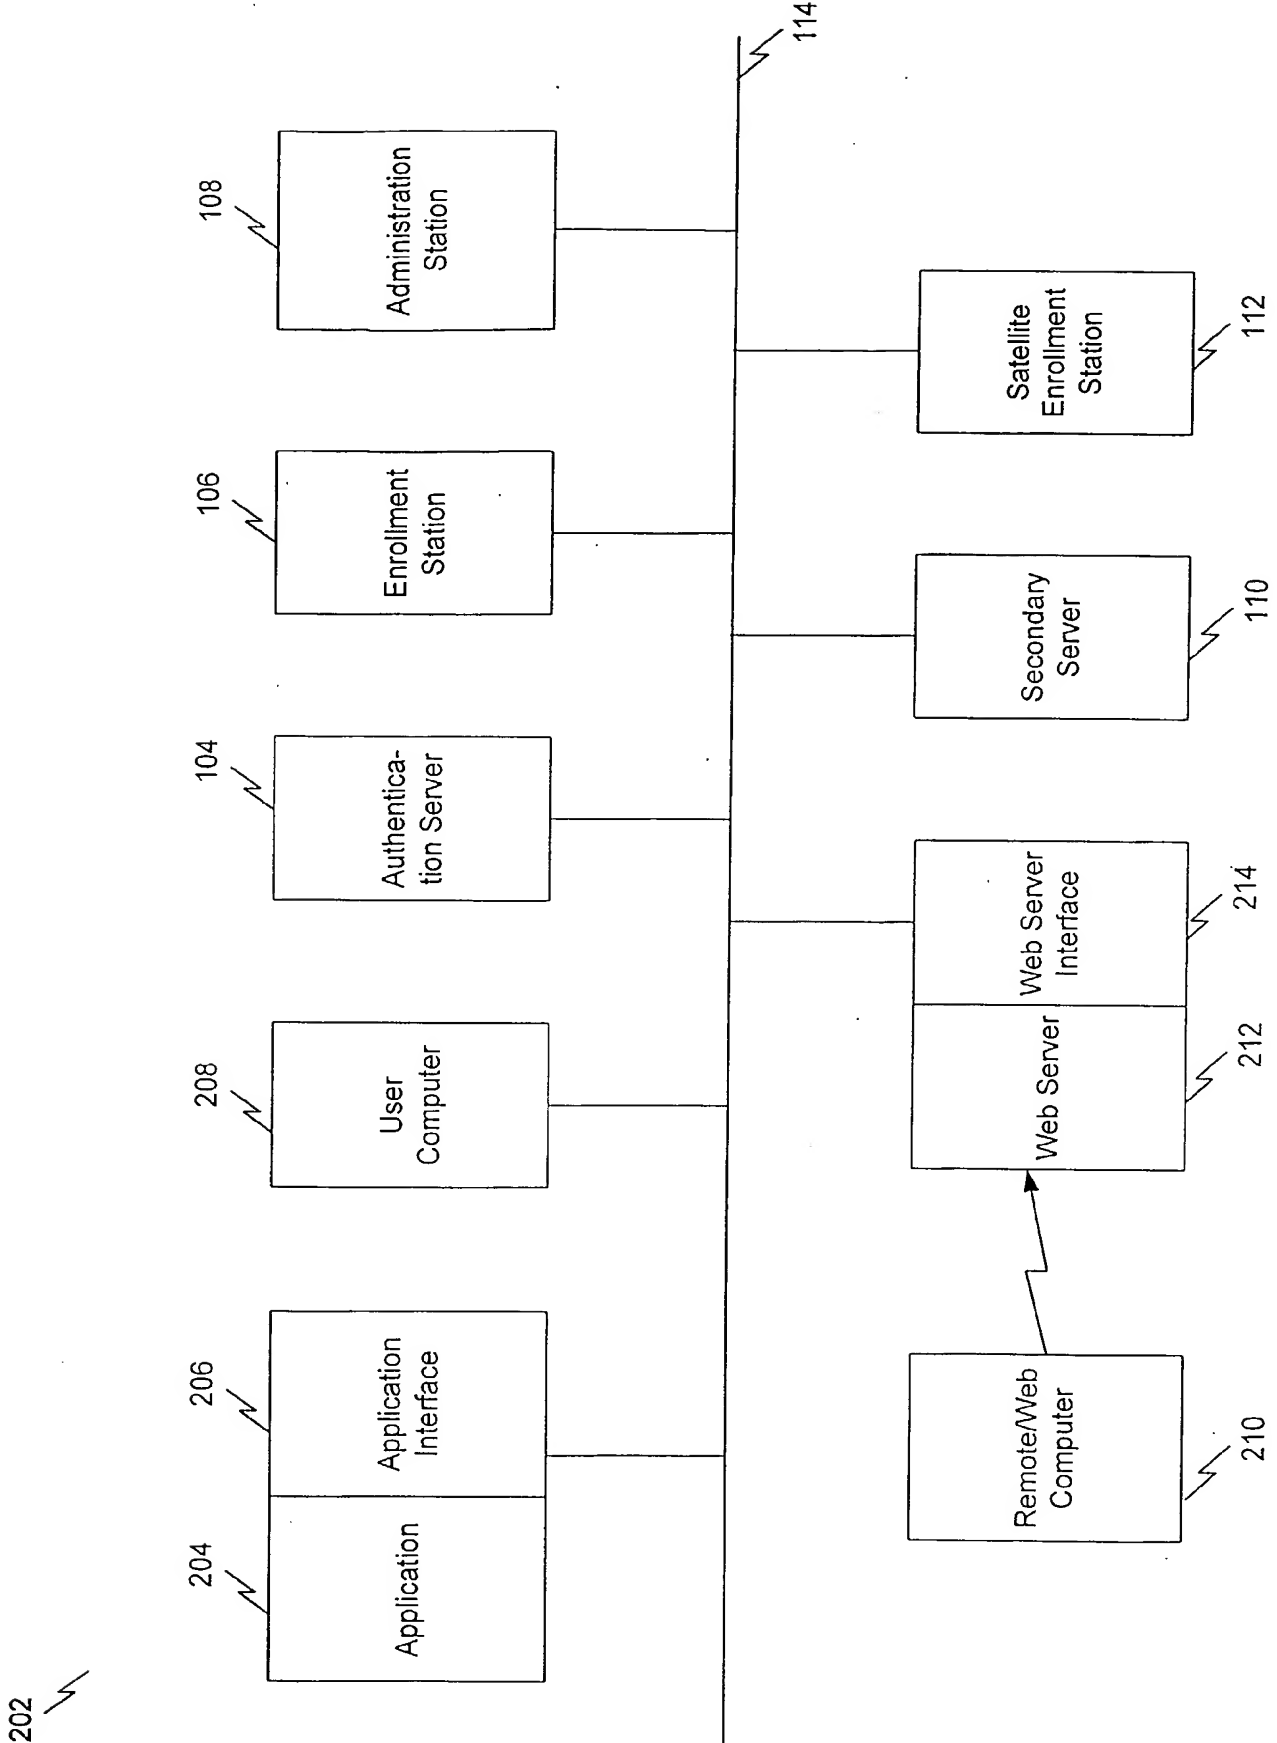 202
204
206
208
104
106
108
114
Application
Application
Interface
User
Computer
Authentica-
tion Server
Enrollment
Station
Administration
Station
Remote/Web
Computer
Web Server
Web Server
Interface
Secondary
Server
Satellite
Enrollment
Station
210
212
214
110
112